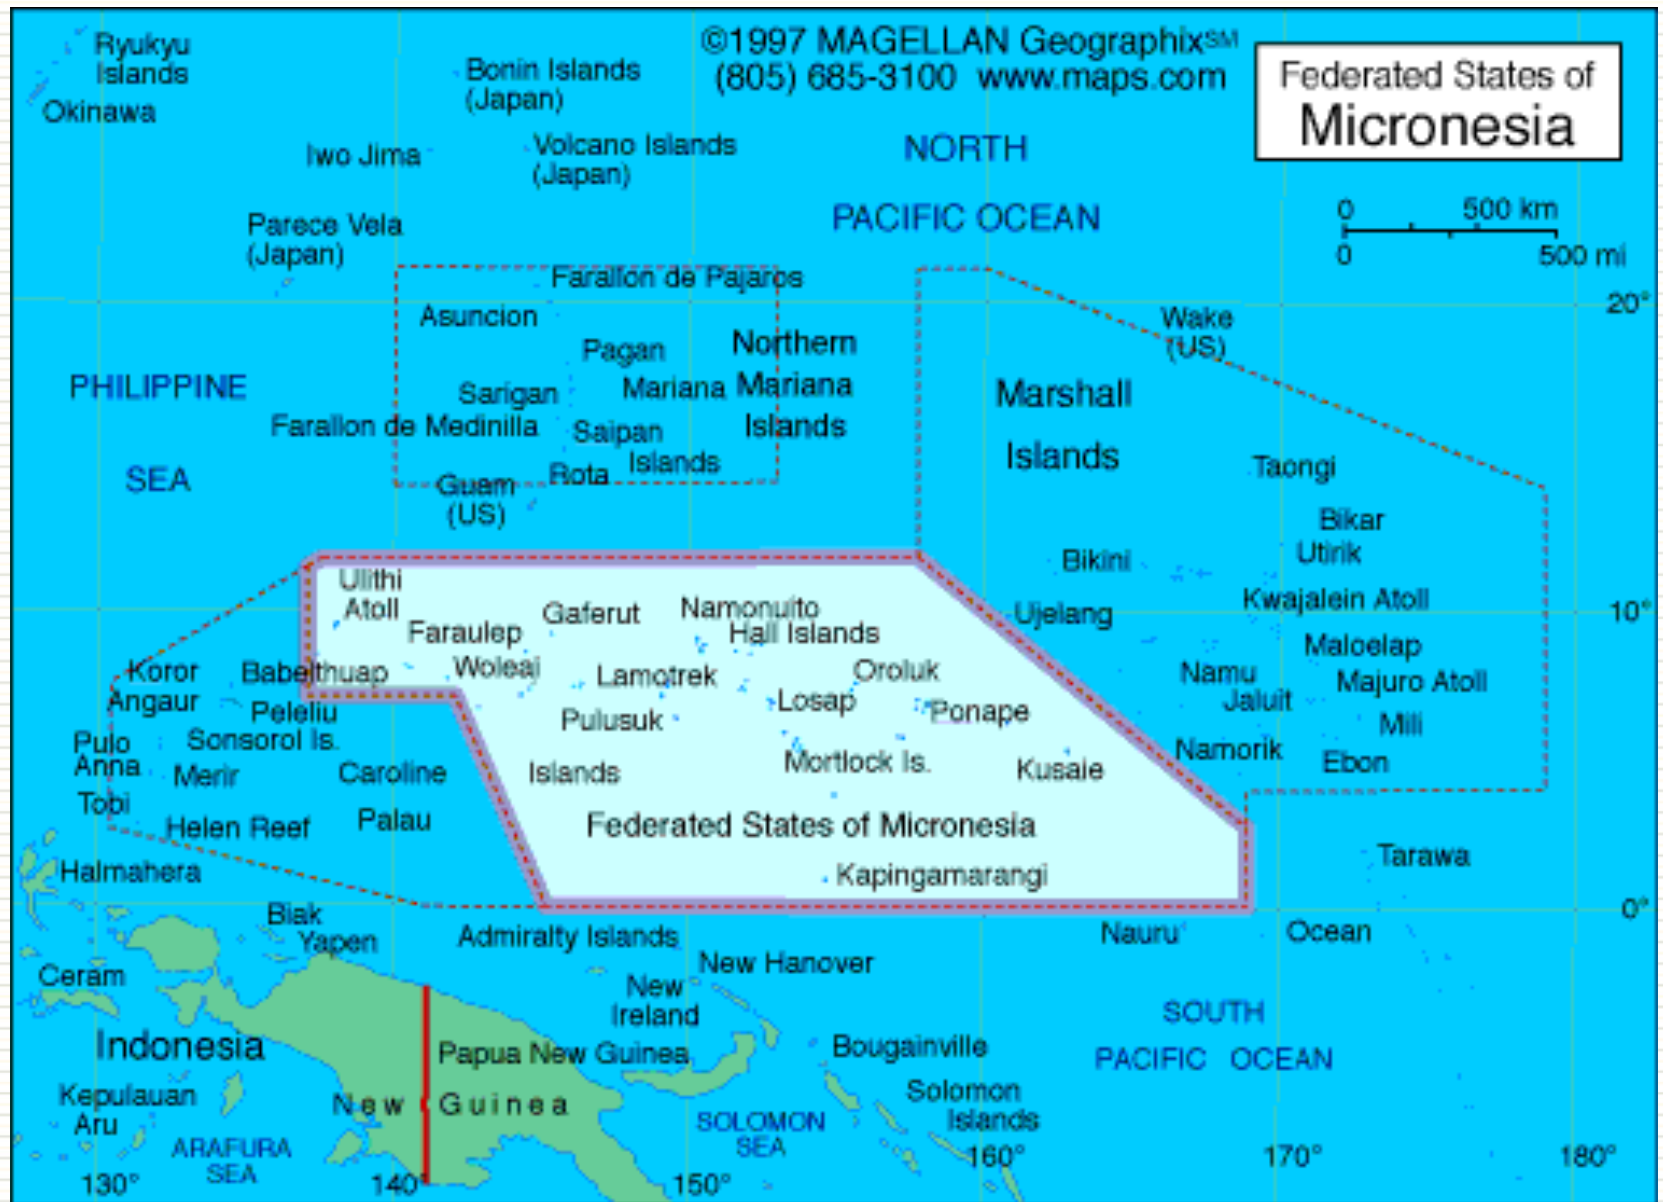 Ryukyu
Islands
Okinawa
Bonin Islands
(Japan)
©1997 MAGELLAN Geographix℠
(805) 685-3100 www.maps.com
Federated States of
Micronesia
Iwo Jima
Volcano Islands
(Japan)
NORTH
PACIFIC OCEAN
0 500 km
0 500 mi
Parece Vela
(Japan)
Farallon de Pajaros
Asuncion
Pagan
Northern
Mariana
Islands
Sarigan
Mariana
Farallon de Medinilla
Saipan
Islands
Rota
Guam
(US)
PHILIPPINE
SEA
Wake
(US)
20°
Marshall
Islands
Taongi
Bikar
Utirik
Bikini
Kwajalein Atoll
10°
Ujelang
Maloelap
Namu
Majuro Atoll
Jaluit
Mili
Namorik
Ebon
Ulithi
Atoll
Gaferut
Namonuito
Faraulep
Hall Islands
Woleai
Lamotrek
Oroluk
Losap
Pulusuk
Ponape
Mortlock Is.
Kusaie
Islands
Federated States of Micronesia
Kapingamarangi
Koror
Babelthuap
Angaur
Peleliu
Pulo
Anna
Sonsorol Is.
Merir
Caroline
Tobi
Helen Reef
Palau
Halmahera
Tarawa
0°
Biak
Yapen
Admiralty Islands
Nauru
Ocean
Ceram
New Hanover
New
Ireland
SOUTH
PACIFIC OCEAN
Indonesia
Papua New Guinea
Bougainville
Kepulauan
Aru
New Guinea
Solomon
Islands
SOLOMON
SEA
ARAFURA
SEA
130° 140° 150° 160° 170° 180°